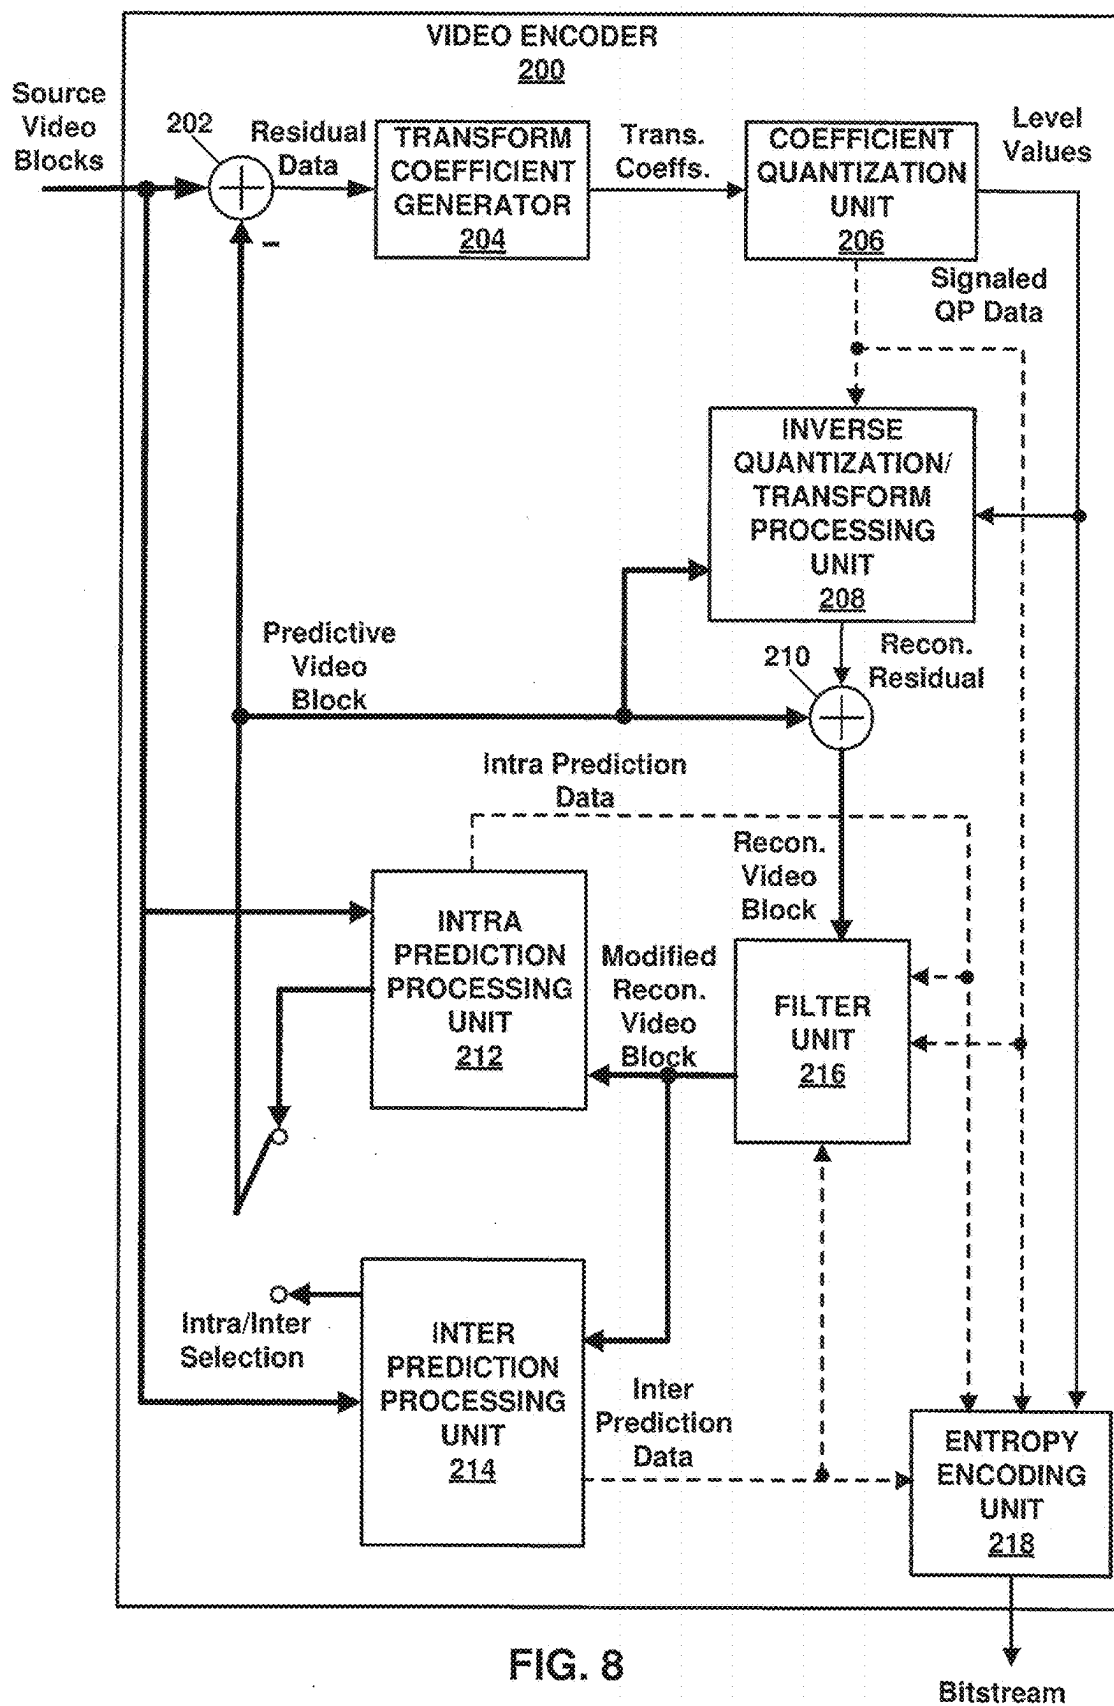 VIDEO ENCODER
200
Source
Video
Blocks
202
Residual
Data
TRANSFORM
COEFFICIENT
GENERATOR
204
Trans.
Coeffs.
COEFFICIENT
QUANTIZATION
UNIT
206
Level
Values
-
Signaled
QP Data
INVERSE
QUANTIZATION/
TRANSFORM
PROCESSING
UNIT
208
Predictive
Video
Block
210
Recon.
Residual
Intra Prediction
Data
Recon.
Video
Block
INTRA
PREDICTION
PROCESSING
UNIT
212
Modified
Recon.
Video
Block
FILTER
UNIT
216
Intra/Inter
Selection
INTER
PREDICTION
PROCESSING
UNIT
214
Inter
Prediction
Data
ENTROPY
ENCODING
UNIT
218
FIG. 8
Bitstream